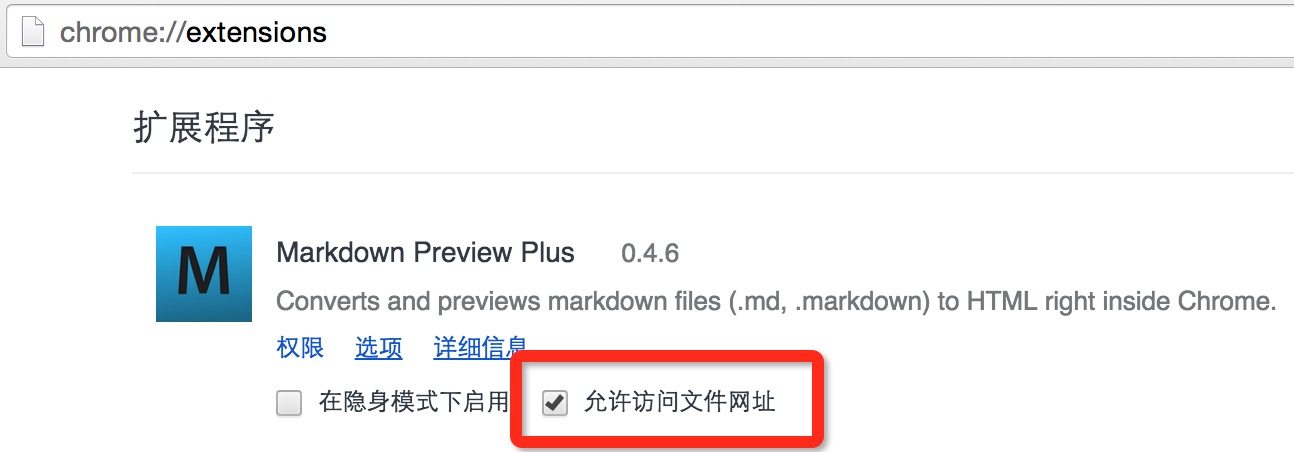 chrome://extensions
扩展程序
M
Markdown Preview Plus 0.4.6
Converts and previews markdown files (.md, .markdown) to HTML right inside Chrome.
权限 选项 详细信息
在隐身模式下启用 允许访问文件网址